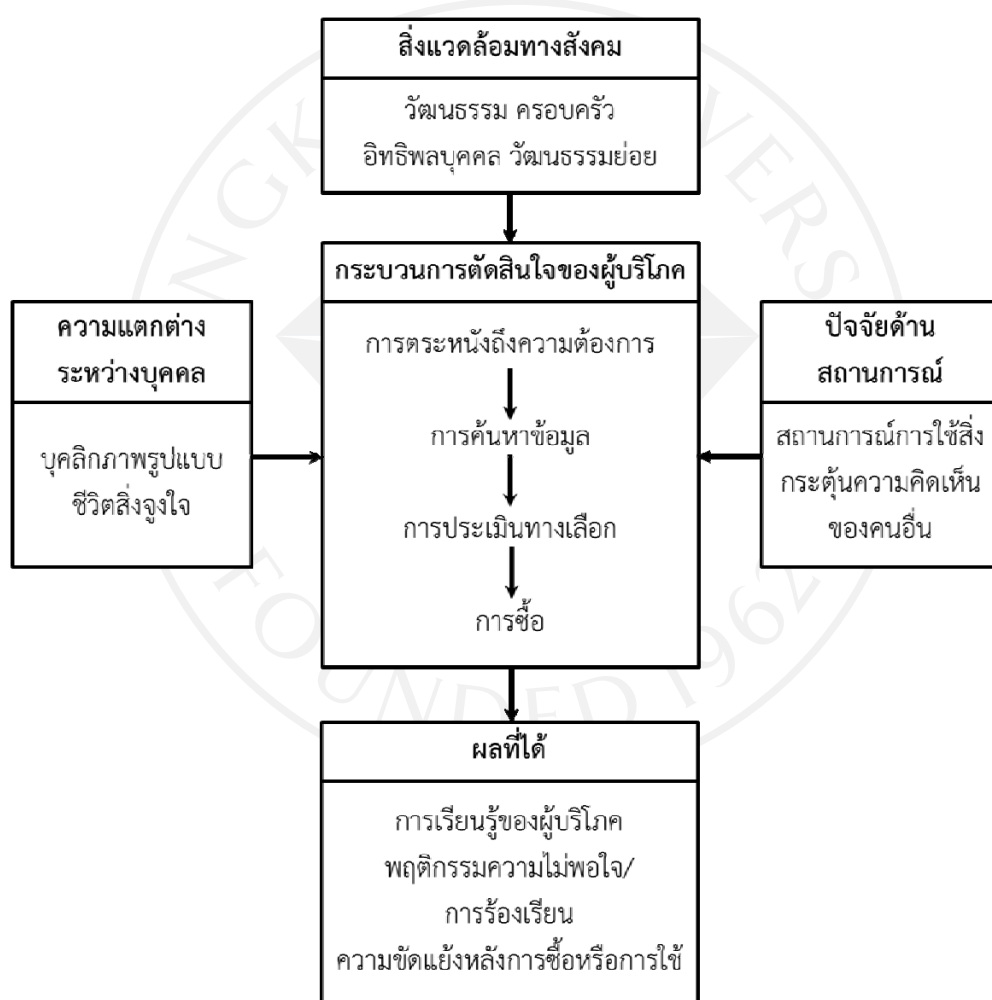 สิ่งแวดล้อมทางสังคม
วัฒนธรรม ครอบครัว
อิทธิพลบุคคล วัฒนธรรมย่อย
กระบวนการตัดสินใจของผู้บริโภค
การตระหนังถึงความต้องการ
การค้นหาข้อมูล
การประเมินทางเลือก
การซื้อ
ความแตกต่าง
ระหว่างบุคคล
บุคลิกภาพรูปแบบ
ชีวิตสิ่งจูงใจ
ปัจจัยด้าน
สถานการณ์
สถานการณ์การใช้สิ่ง
กระตุ้นความคิดเห็น
ของคนอื่น
ผลที่ได้
การเรียนรู้ของผู้บริโภค
พฤติกรรมความไม่พอใจ/
การร้องเรียน
ความขัดแย้งหลังการซื้อหรือการใช้
NGK
VERS
FOUNDED 1962